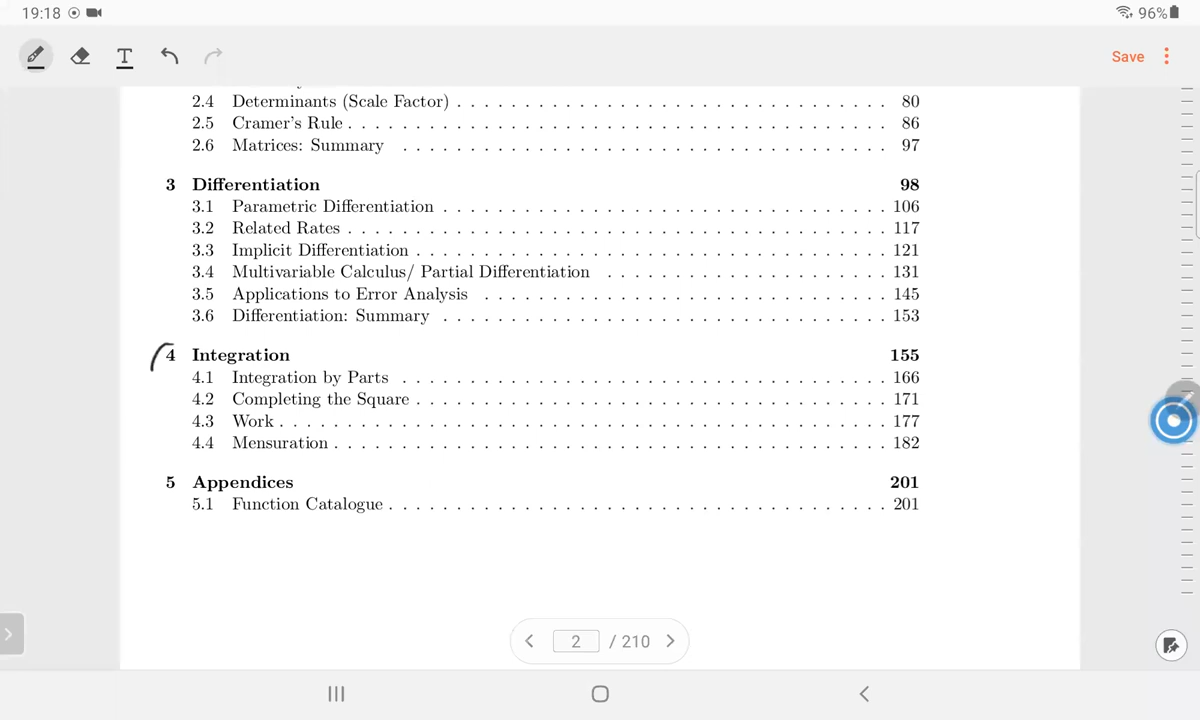 19:18 96%
T Save
2.4 Determinants (Scale Factor) . . . . . . . . . . . . . . . . . . . . . . . . . . . . . . . . 80
2.5 Cramer's Rule . . . . . . . . . . . . . . . . . . . . . . . . . . . . . . . . . . . . . . . . 86
2.6 Matrices: Summary . . . . . . . . . . . . . . . . . . . . . . . . . . . . . . . . . . . . 97
3 Differentiation 98
3.1 Parametric Differentiation . . . . . . . . . . . . . . . . . . . . . . . . . . . . . . . . . 106
3.2 Related Rates . . . . . . . . . . . . . . . . . . . . . . . . . . . . . . . . . . . . . . . . 117
3.3 Implicit Differentiation . . . . . . . . . . . . . . . . . . . . . . . . . . . . . . . . . . . 121
3.4 Multivariable Calculus/ Partial Differentiation . . . . . . . . . . . . . . . . . . . . . 131
3.5 Applications to Error Analysis . . . . . . . . . . . . . . . . . . . . . . . . . . . . . . 145
3.6 Differentiation: Summary . . . . . . . . . . . . . . . . . . . . . . . . . . . . . . . . . 153
4 Integration 155
4.1 Integration by Parts . . . . . . . . . . . . . . . . . . . . . . . . . . . . . . . . . . . . 166
4.2 Completing the Square . . . . . . . . . . . . . . . . . . . . . . . . . . . . . . . . . . . 171
4.3 Work . . . . . . . . . . . . . . . . . . . . . . . . . . . . . . . . . . . . . . . . . . . . . 177
4.4 Mensuration . . . . . . . . . . . . . . . . . . . . . . . . . . . . . . . . . . . . . . . . . 182
5 Appendices 201
5.1 Function Catalogue . . . . . . . . . . . . . . . . . . . . . . . . . . . . . . . . . . . . . 201
2 / 210